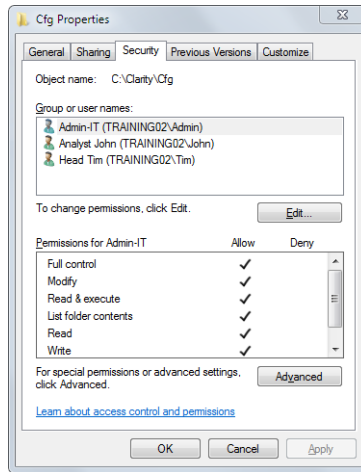 Cfg Properties
General Sharing Security Previous Versions Customize
Object name: C:\Clarity\Cfg
Group or user names:
Admin-IT (TRAINING02\Admin)
Analyst John (TRAINING02\John)
Head Tim (TRAINING02\Tim)
To change permissions, click Edit.
Edit...
Permissions for Admin-IT Allow Deny
Full control
Modify
Read & execute
List folder contents
Read
Write
For special permissions or advanced settings,
click Advanced.
Advanced
Learn about access control and permissions
OK Cancel Apply